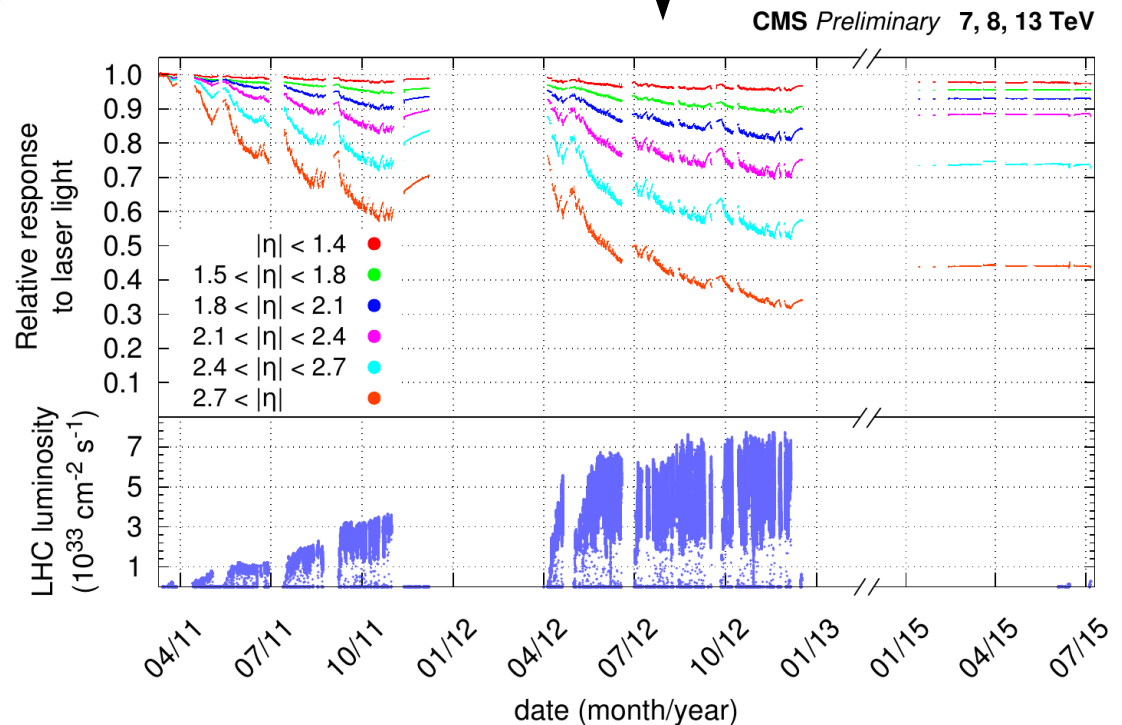 CMS Preliminary 7, 8, 13 TeV
Relative response
to laser light
1.0
0.9
0.8
0.7
0.6
0.5
0.4
0.3
0.2
0.1
|η| < 1.4
1.5 < |η| < 1.8
1.8 < |η| < 2.1
2.1 < |η| < 2.4
2.4 < |η| < 2.7
2.7 < |η|
LHC luminosity
(10³³ cm⁻² s⁻¹)
7
5
3
1
04/11 07/11 10/11 01/12 04/12 07/12 10/12 01/13 01/15 04/15 07/15
date (month/year)